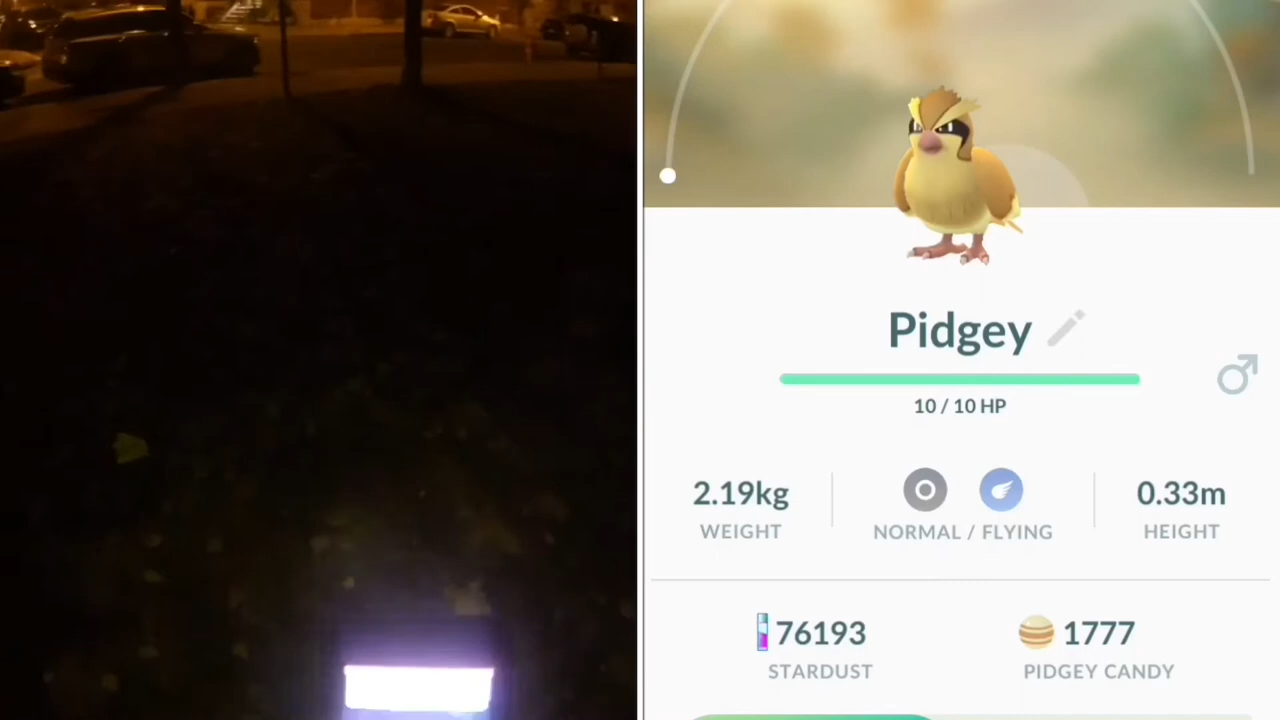 Pidgey
10 / 10 HP
2.19kg
WEIGHT
NORMAL / FLYING
0.33m
HEIGHT
76193
STARDUST
1777
PIDGEY CANDY